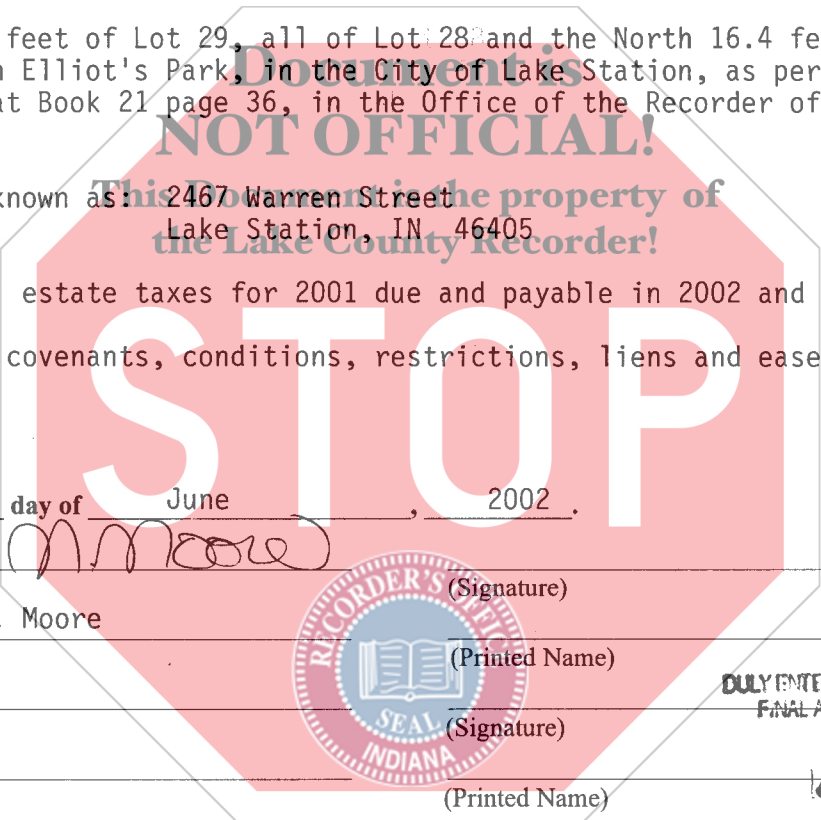 feet of Lot 29, all of Lot 28 and the North 16.4 fe
Elliot's Park, in the City of Lake Station, as per
at Book 21 page 36, in the Office of the Recorder of
Document is
NOT OFFICIAL!
This Document is the property of
the Lake County Recorder!
known as: 2467 Warren Street
Lake Station, IN 46405
estate taxes for 2001 due and payable in 2002 and
covenants, conditions, restrictions, liens and ease
STOP
day of June , 2002 .
N. Moore
(Signature)
Moore
(Printed Name)
DULY ENTE
FINAL A
(Signature)
(Printed Name)
RECORDER'S OFFIC
SEAL
INDIANA